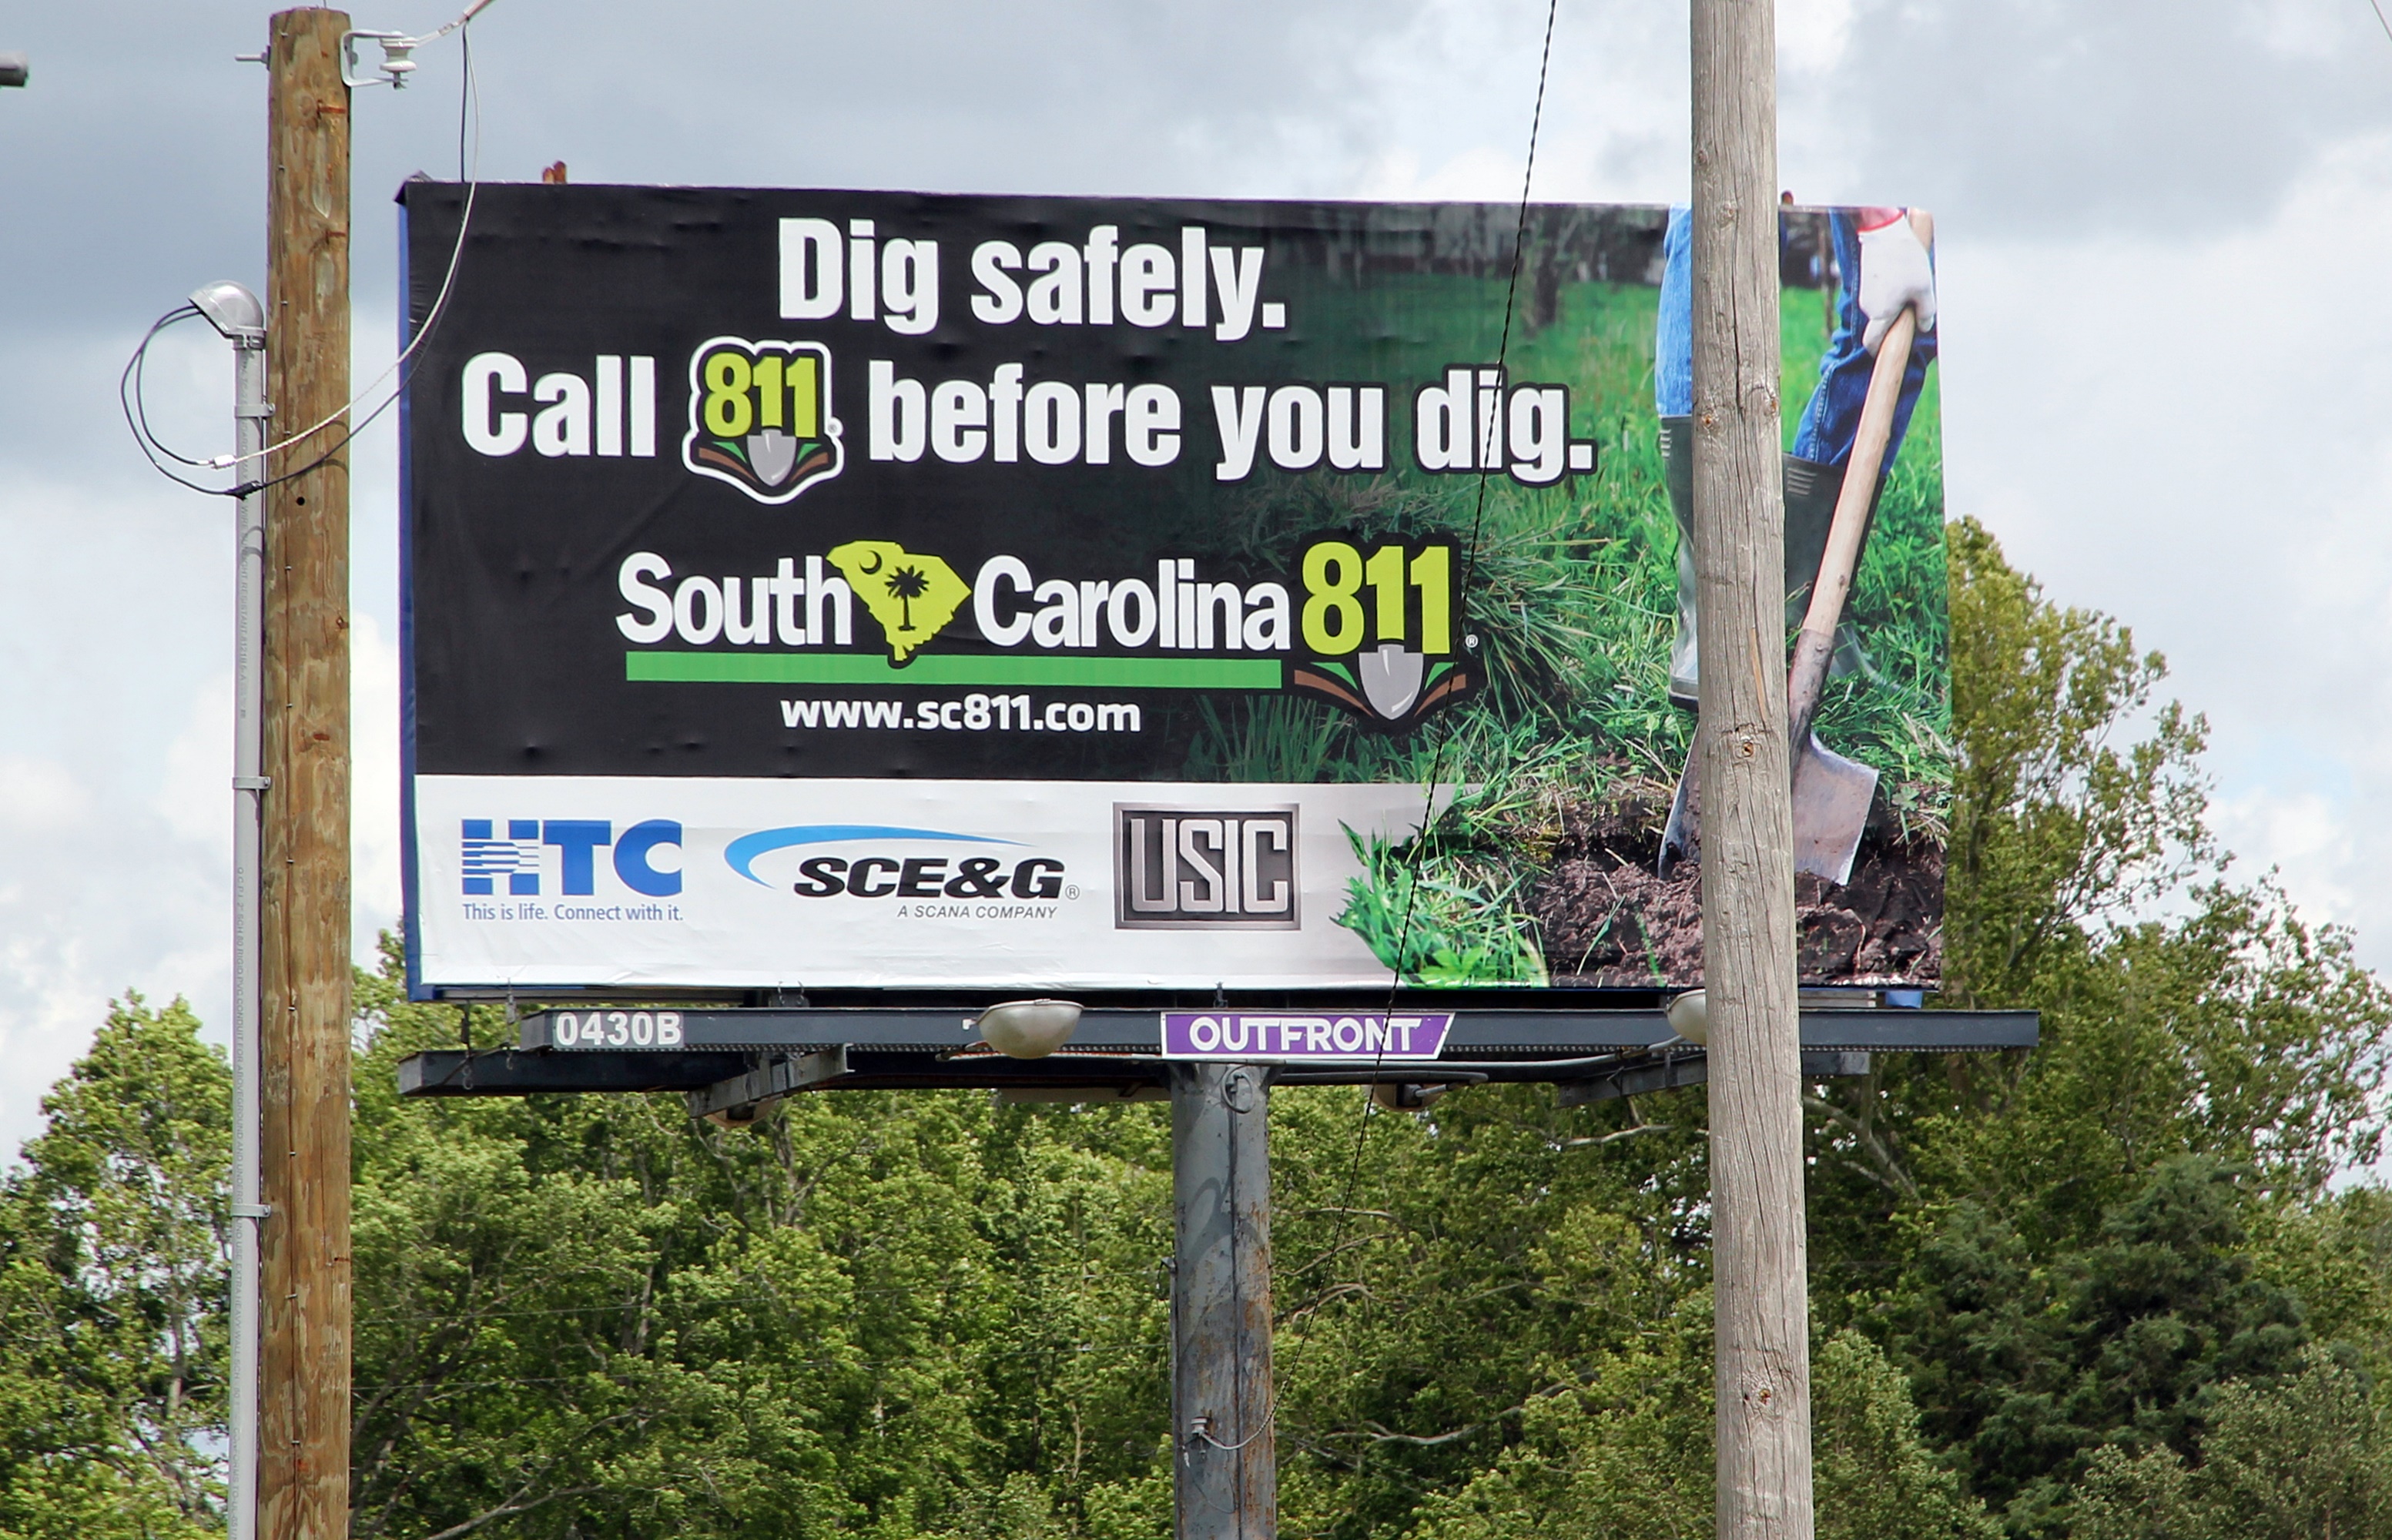 Dig safely.
Call 811® before you dig.
South Carolina 811®
www.sc811.com
HTC
This is life. Connect with it.
SCE&G®
A SCANA COMPANY
USIC
0430B
OUTFRONT